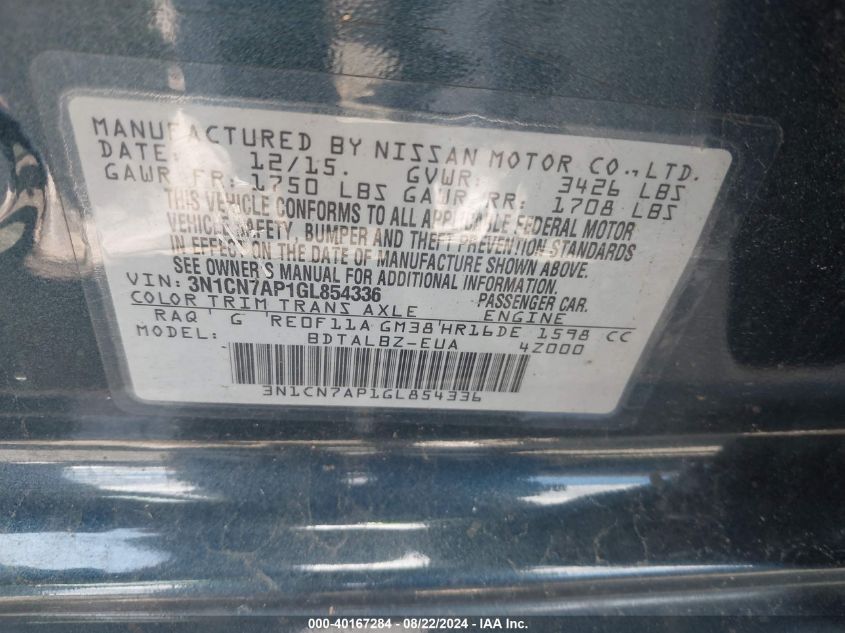 MANUFACTURED BY NISSAN MOTOR CO.,LTD.
DATE: 12/15. GVWR: 3426 LBS
GAWR FR: 1750 LBS GAWR RR: 1708 LBS
THIS VEHICLE CONFORMS TO ALL APPLICABLE FEDERAL MOTOR
VEHICLE SAFETY, BUMPER AND THEFT PREVENTION STANDARDS
IN EFFECT ON THE DATE OF MANUFACTURE SHOWN ABOVE.
SEE OWNER'S MANUAL FOR ADDITIONAL INFORMATION.
VIN: 3N1CN7AP1GL854336 PASSENGER CAR.
COLOR TRIM TRANS AXLE ENGINE
RAQ' G 'RE0F11A GM38'HR16DE 1598 CC
MODEL: BDTALBZ-EUA 4Z000
3N1CN7AP1GL854336
000-40167284 - 08/22/2024 - IAA Inc.